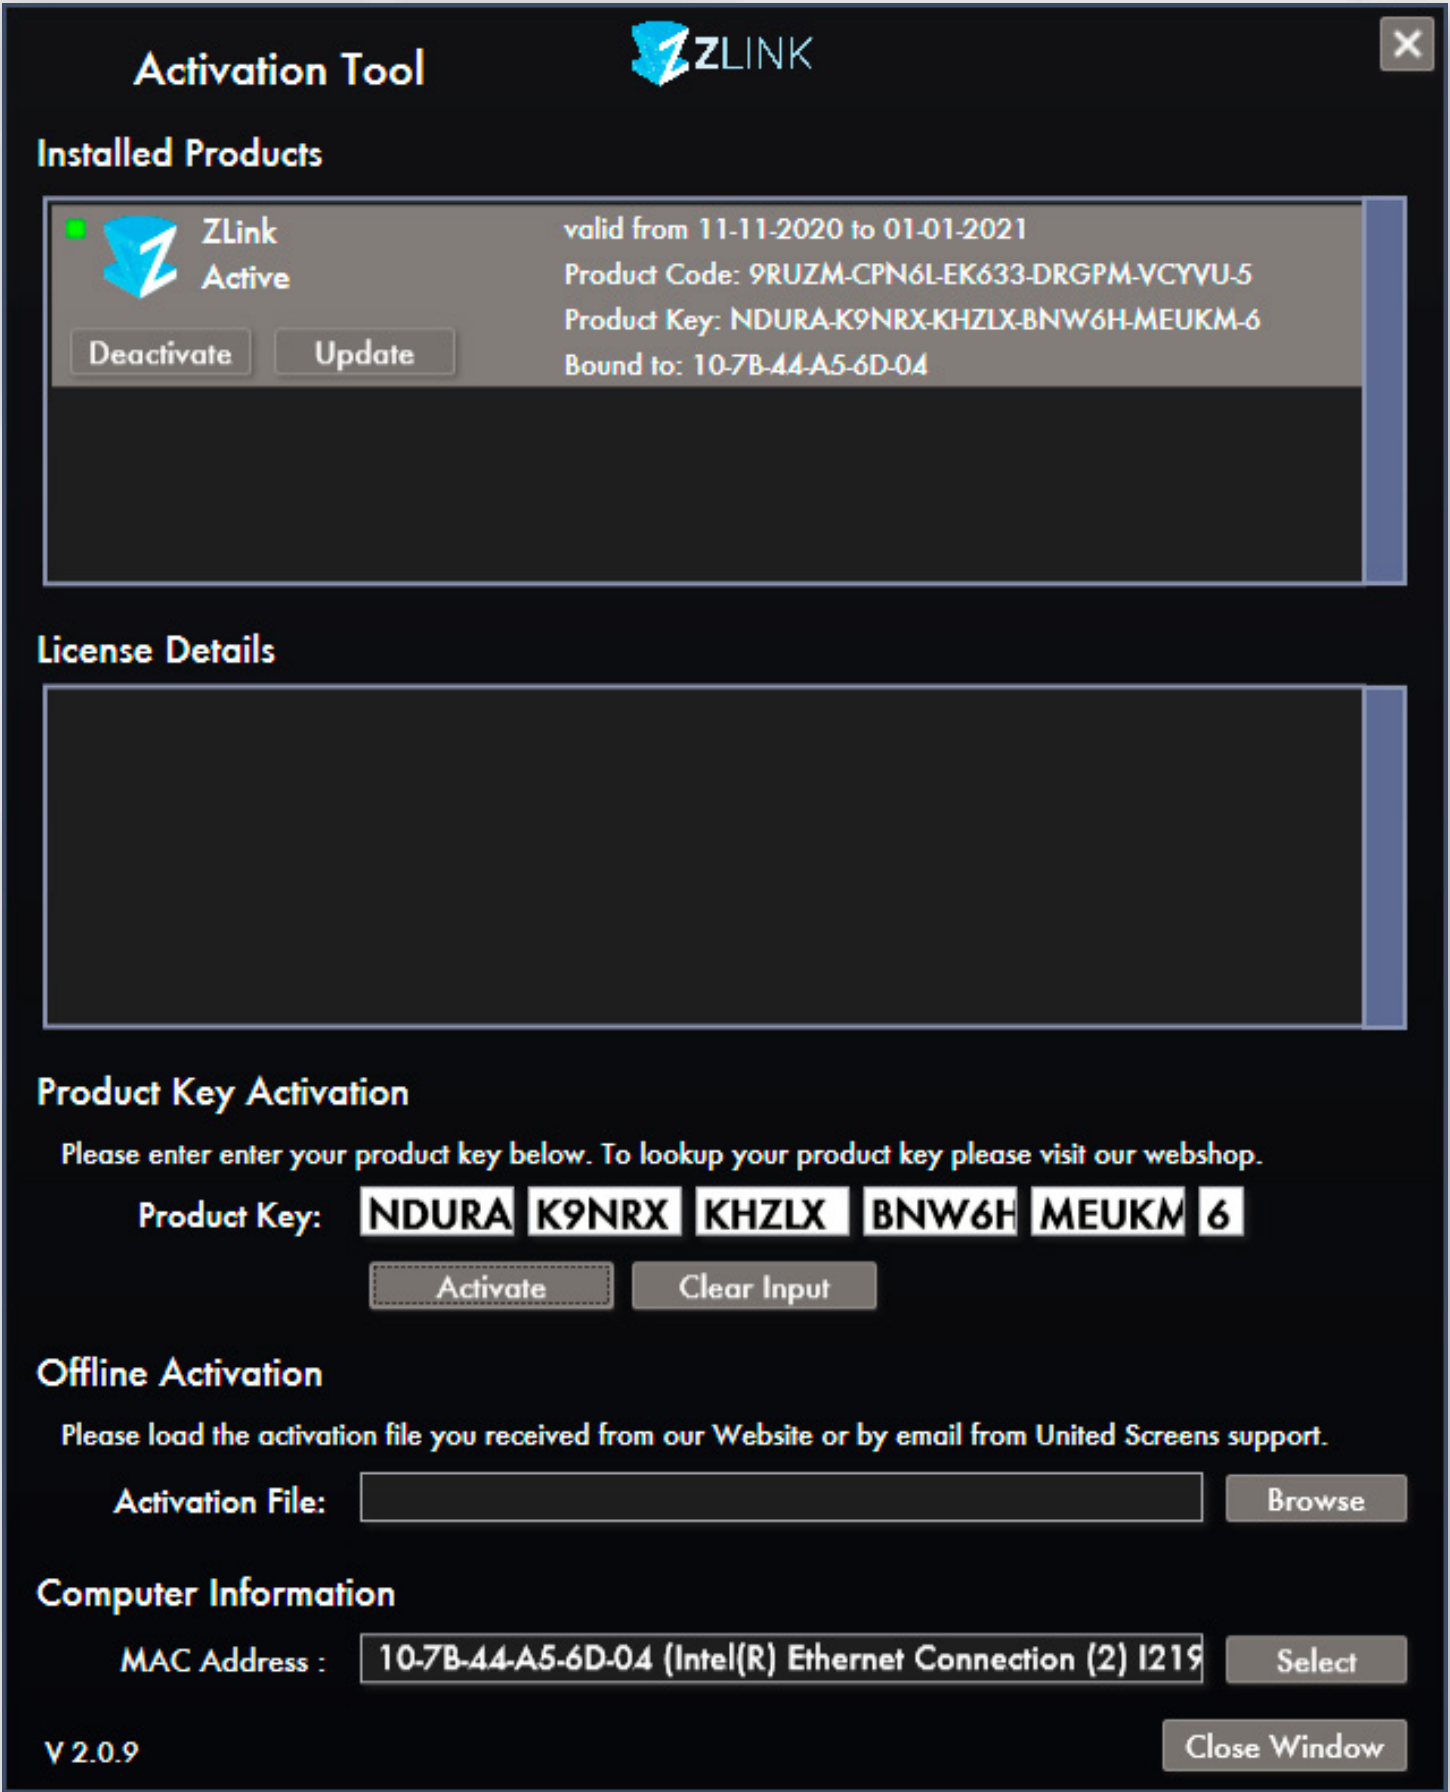 Activation Tool
ZLINK
Installed Products
ZLink
Active
Deactivate Update
valid from 11-11-2020 to 01-01-2021
Product Code: 9RUZM-CPN6L-EK633-DRGPM-VCYVU-5
Product Key: NDURA-K9NRX-KHZLX-BNW6H-MEUKM-6
Bound to: 10-7B-44-A5-6D-04
License Details
Product Key Activation
Please enter enter your product key below. To lookup your product key please visit our webshop.
Product Key: NDURA K9NRX KHZLX BNW6H MEUKM 6
Activate Clear Input
Offline Activation
Please load the activation file you received from our Website or by email from United Screens support.
Activation File: Browse
Computer Information
MAC Address : 10-7B-44-A5-6D-04 (Intel(R) Ethernet Connection (2) I219 Select
V 2.0.9 Close Window